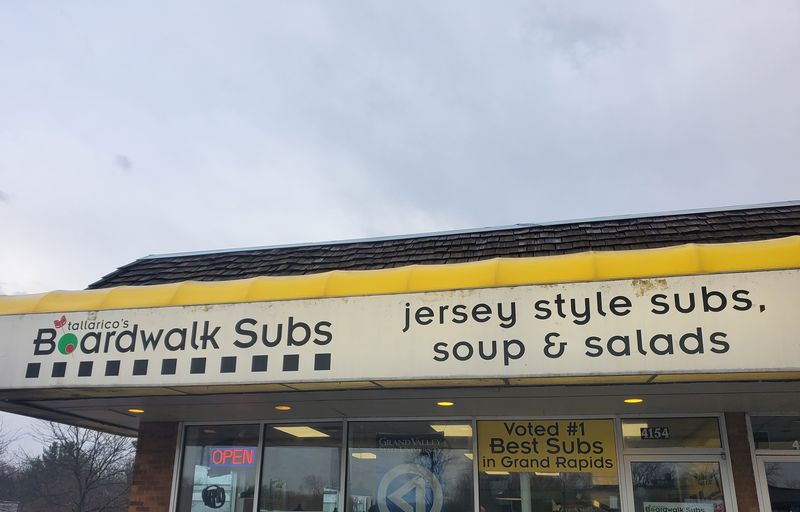 tallarico's
Boardwalk Subs
jersey style subs,
soup & salads
OPEN
GRAND VALLEY
Voted #1
Best Subs
in Grand Rapids
4154
4
Boardwalk Subs